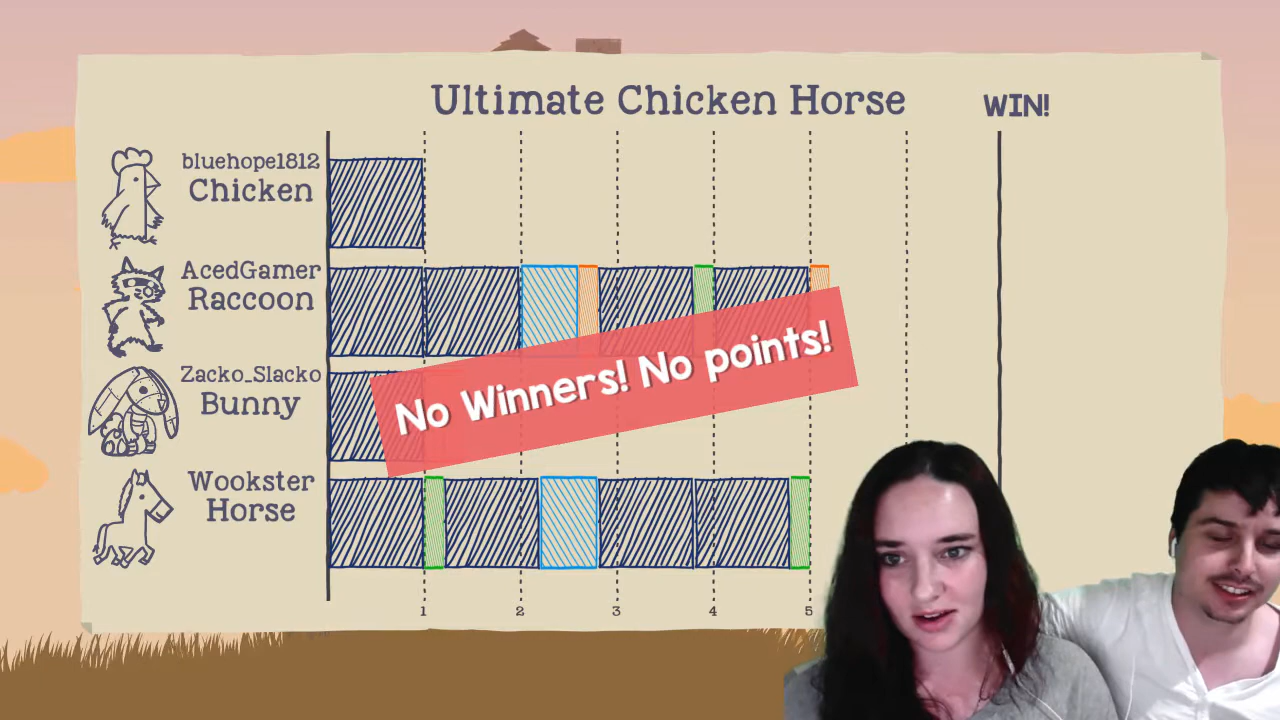 Ultimate Chicken Horse
WIN!
bluehope1812
Chicken
AcedGamer
Raccoon
Zacko_Slacko
Bunny
No Winners! No points!
Wookster
Horse
1 2 3 4 5